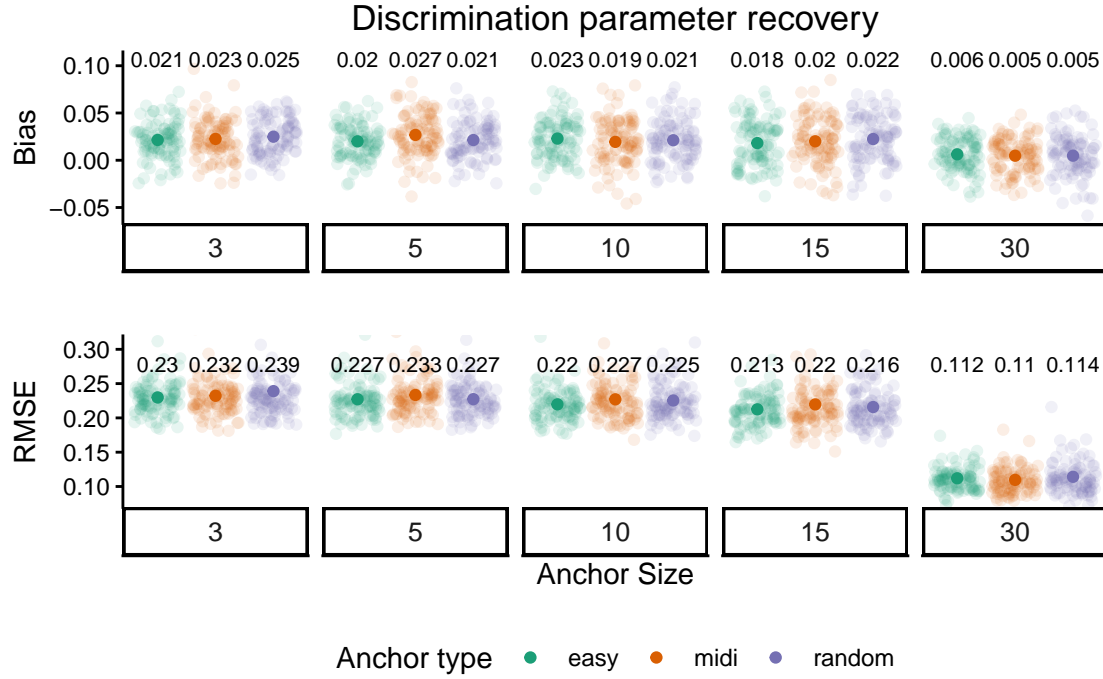 Discrimination parameter recovery
0.021 0.023 0.025 0.02 0.027 0.021 0.023 0.019 0.021 0.018 0.02 0.022 0.006 0.005 0.005
Bias
0.10
0.05
0.00
−0.05
3 5 10 15 30
0.23 0.232 0.239 0.227 0.233 0.227 0.22 0.227 0.225 0.213 0.22 0.216 0.112 0.11 0.114
RMSE
0.30
0.25
0.20
0.15
0.10
3 5 10 15 30
Anchor Size
Anchor type easy midi random